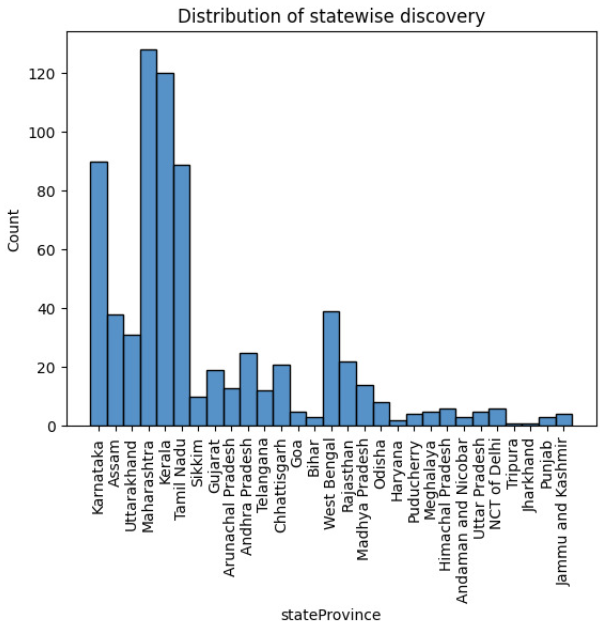 Distribution of statewise discovery
Count
120
100
80
60
40
20
0
Karnataka
Assam
Uttarakhand
Maharashtra
Kerala
Tamil Nadu
Sikkim
Gujarat
Arunachal Pradesh
Andhra Pradesh
Telangana
Chhattisgarh
Goa
Bihar
West Bengal
Rajasthan
Madhya Pradesh
Odisha
Haryana
Puducherry
Meghalaya
Himachal Pradesh
Andaman and Nicobar
Uttar Pradesh
NCT of Delhi
Tripura
Jharkhand
Punjab
Jammu and Kashmir
stateProvince